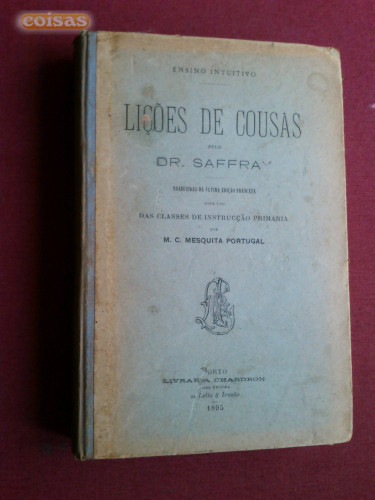 coisas
ENSINO INTUITIVO
LIÇÕES DE COUSAS
PELO
DR. SAFFRAY
TRADUZIDAS DA ULTIMA EDIÇÃO FRANCEZA
PARA USO
DAS CLASSES DE INSTRUCÇÃO PRIMARIA
POR
M. C. MESQUITA PORTUGAL
PORTO
LIVRARIA CHARDRON
de Lello & Irmão
1895